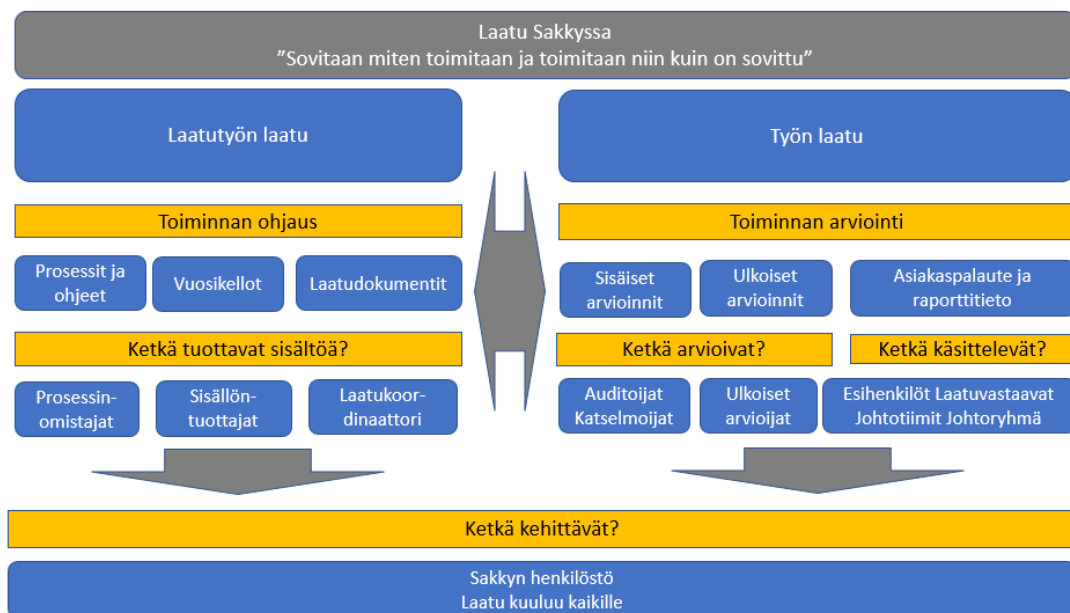 Laatu Sakkyssa
”Sovitaan miten toimitaan ja toimitaan niin kuin on sovittu”
Laatutyön laatu
Työn laatu
Toiminnan ohjaus
Toiminnan arviointi
Prosessit ja
ohjeet
Vuosikellot
Laatudokumentit
Sisäiset
arvioinnit
Ulkoiset
arvioinnit
Asiakaspalaute ja
raporttitieto
Ketkä tuottavat sisältöä?
Ketkä arvioivat?
Ketkä käsittelevät?
Prosessin-
omistajat
Sisällön-
tuottajat
Laatukoor-
dinaattori
Auditoijat
Katselmoijat
Ulkoiset
arvioijat
Esihenkilöt Laatuvastaavat
Johtotiimit Johtoryhmä
Ketkä kehittävät?
Sakkyn henkilöstö
Laatu kuuluu kaikille